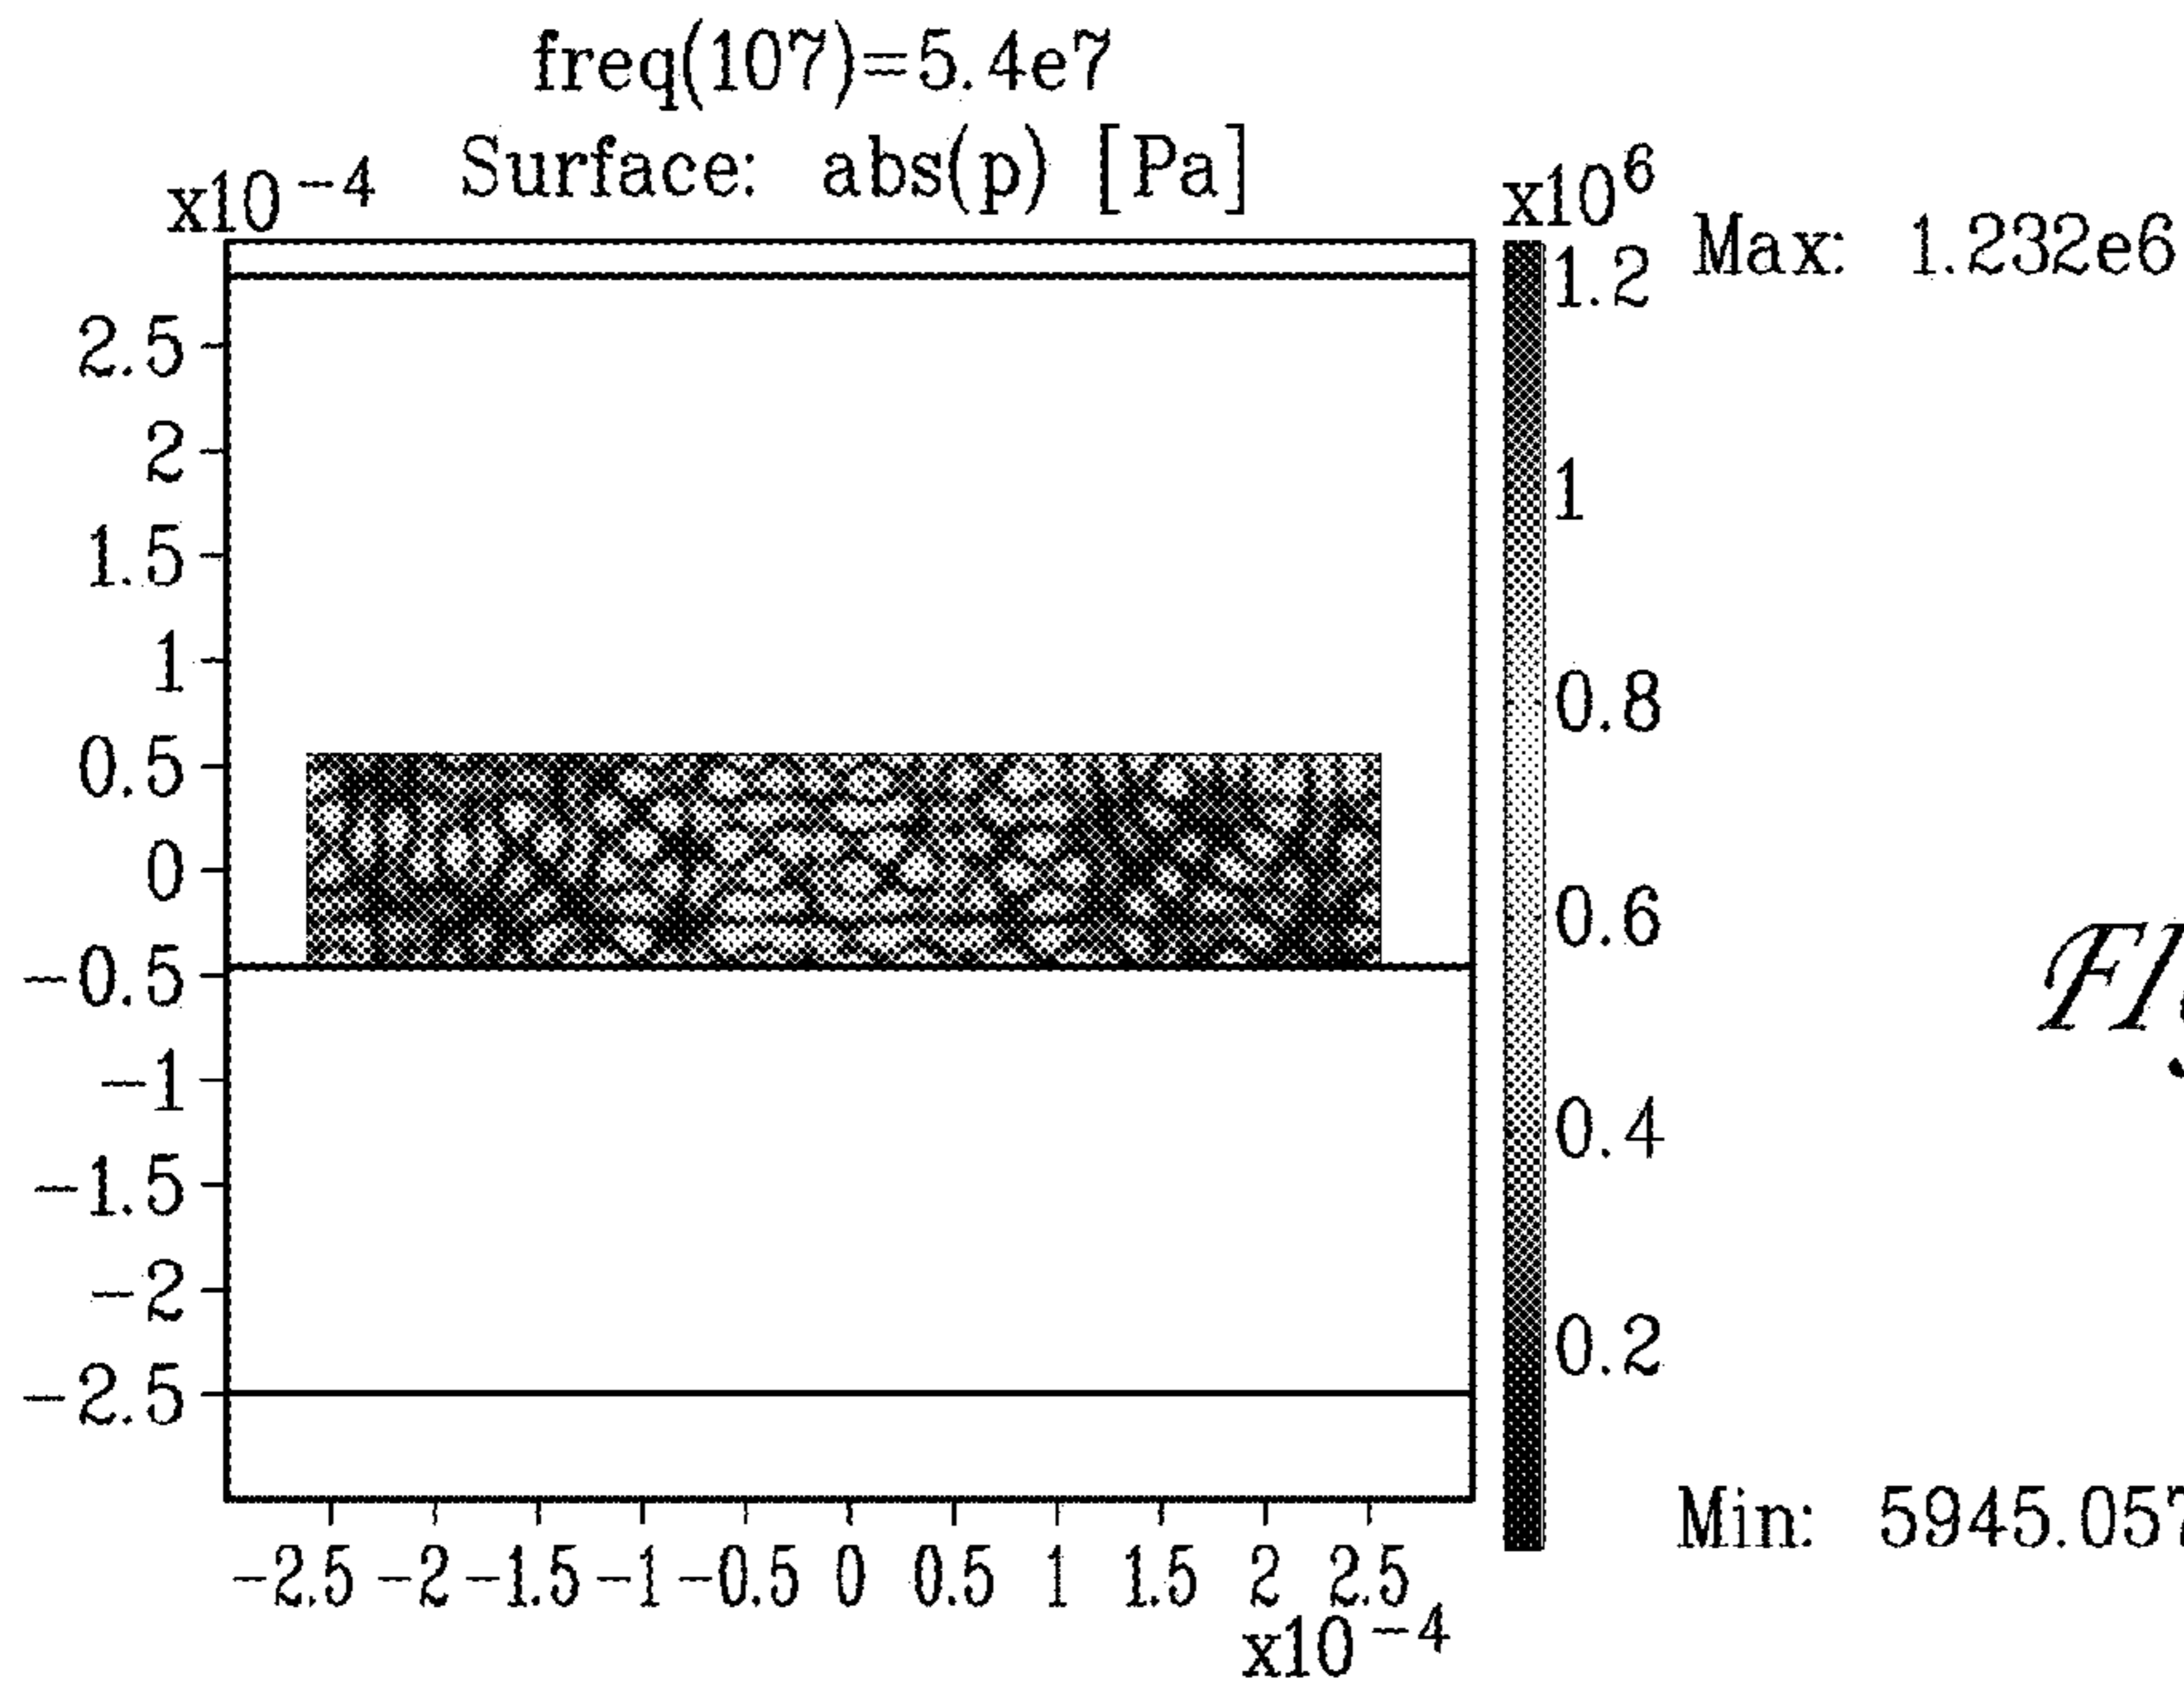 freq(107)=5.4e7
Surface: abs(p) [Pa]
x10⁻⁴
x10⁶
Max: 1.232e6
2.5
2
1.5
1
0.5
0
-0.5
-1
-1.5
-2
-2.5
1.2
1
0.8
0.6
0.4
0.2
Min: 5945.057
-2.5 -2 -1.5 -1 -0.5 0 0.5 1 1.5 2 2.5
x10⁻⁴